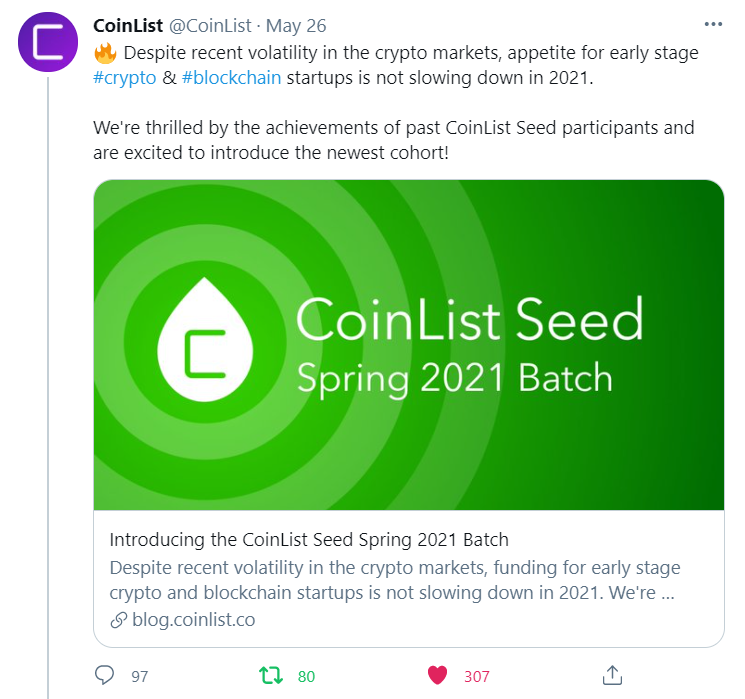 CoinList @CoinList · May 26
🔥 Despite recent volatility in the crypto markets, appetite for early stage
#crypto & #blockchain startups is not slowing down in 2021.
We're thrilled by the achievements of past CoinList Seed participants and
are excited to introduce the newest cohort!
CoinList Seed
Spring 2021 Batch
Introducing the CoinList Seed Spring 2021 Batch
Despite recent volatility in the crypto markets, funding for early stage
crypto and blockchain startups is not slowing down in 2021. We're ...
blog.coinlist.co
97 80 307